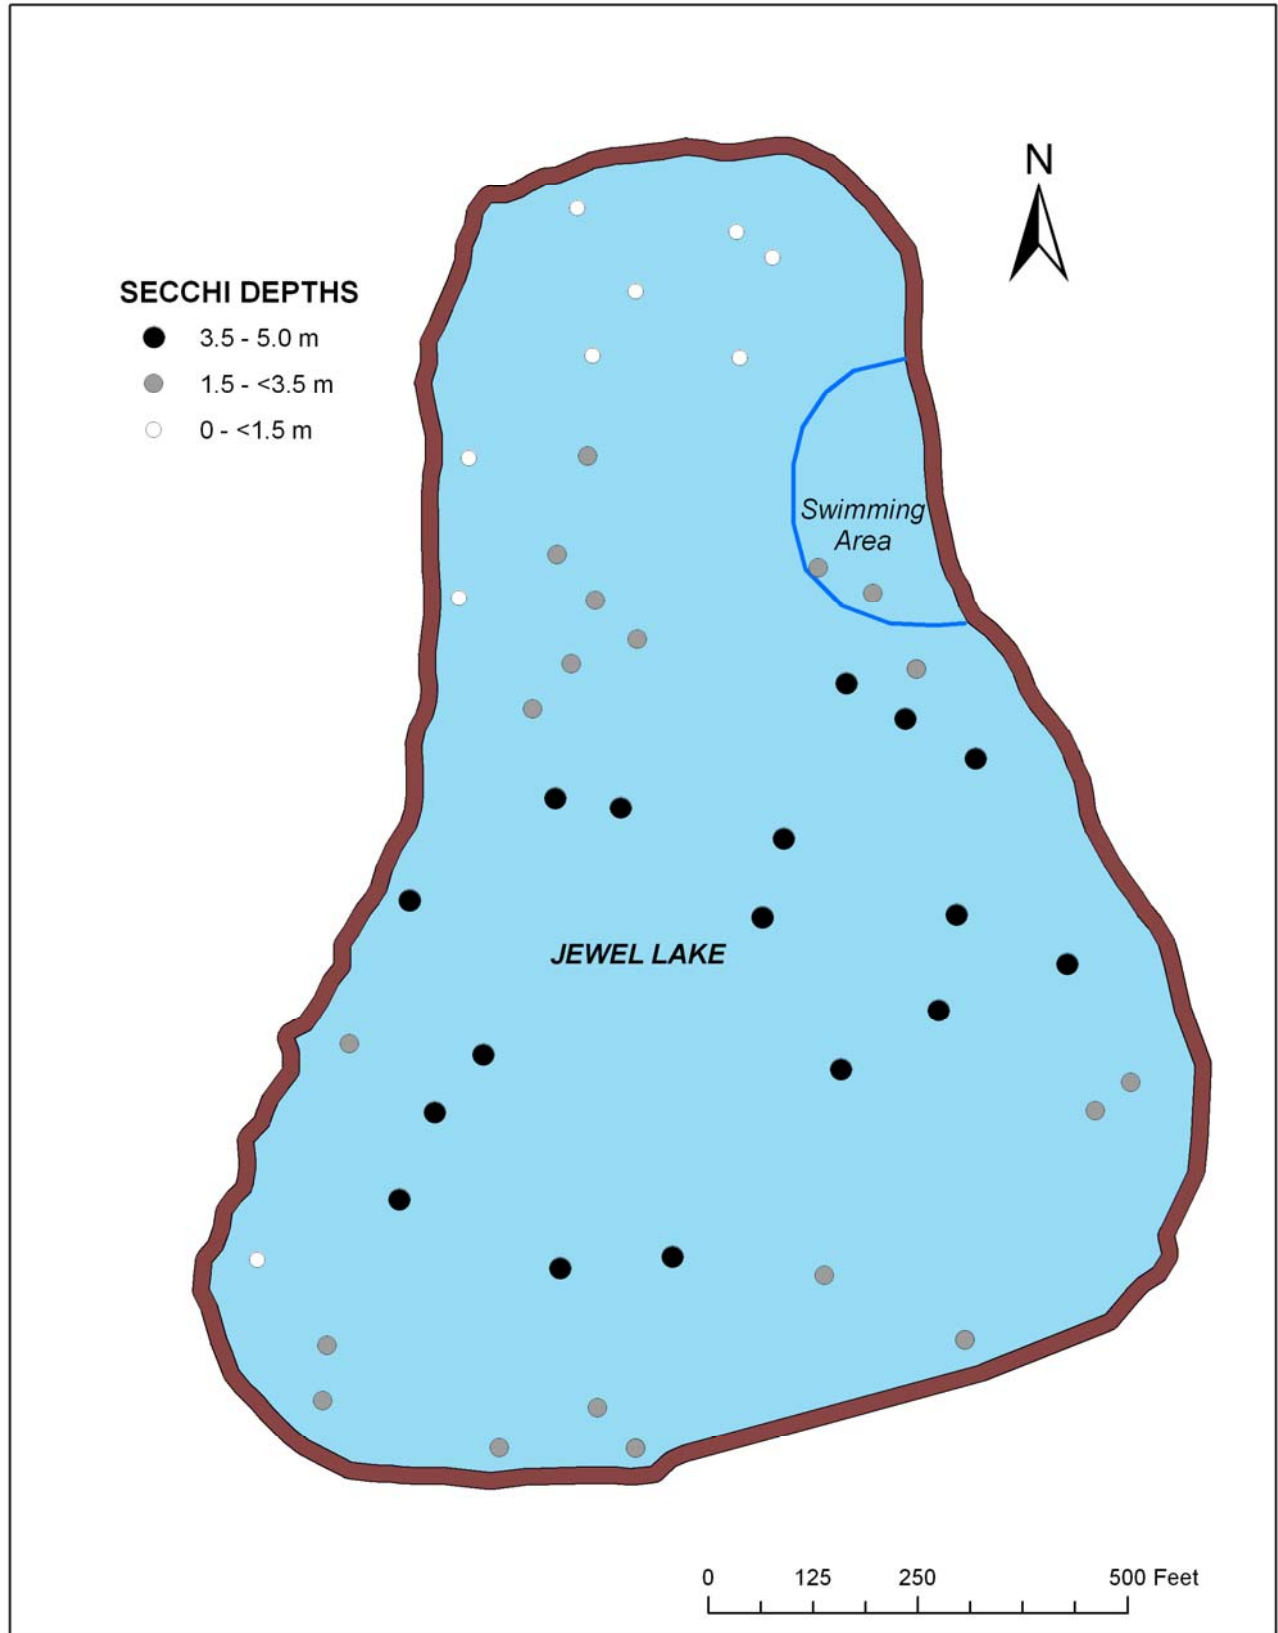 N
SECCHI DEPTHS
3.5 - 5.0 m
1.5 - <3.5 m
0 - <1.5 m
Swimming
Area
JEWEL LAKE
0 125 250 500 Feet